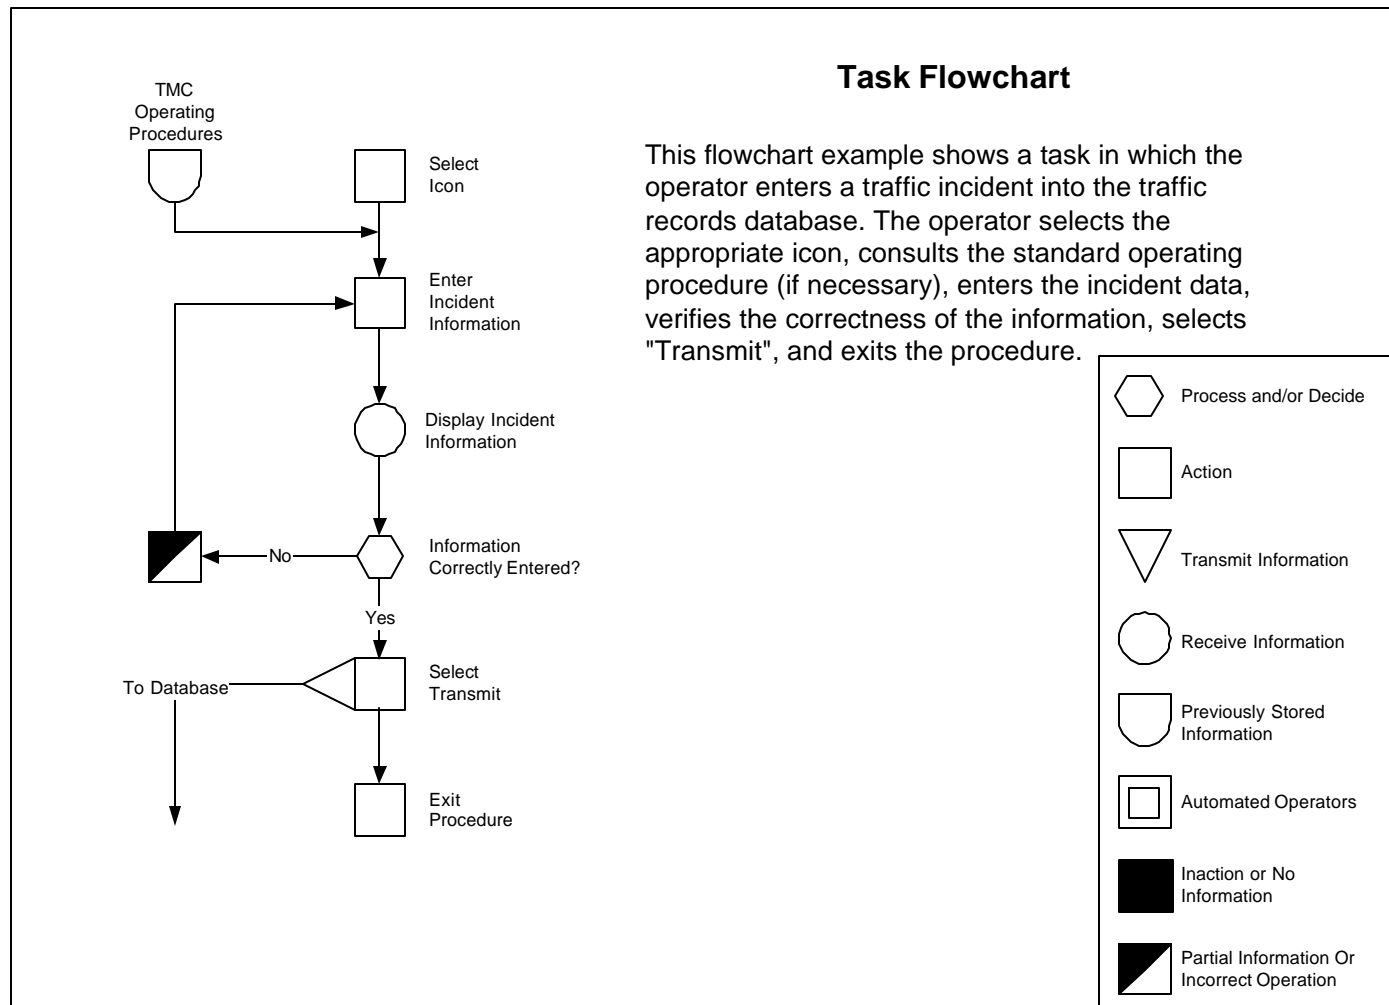 Task Flowchart
This flowchart example shows a task in which the
operator enters a traffic incident into the traffic
records database. The operator selects the
appropriate icon, consults the standard operating
procedure (if necessary), enters the incident data,
verifies the correctness of the information, selects
"Transmit", and exits the procedure.
TMC
Operating
Procedures
Select
Icon
Enter
Incident
Information
Display Incident
Information
No
Information
Correctly Entered?
Yes
To Database
Select
Transmit
Exit
Procedure
Process and/or Decide
Action
Transmit Information
Receive Information
Previously Stored
Information
Automated Operators
Inaction or No
Information
Partial Information Or
Incorrect Operation